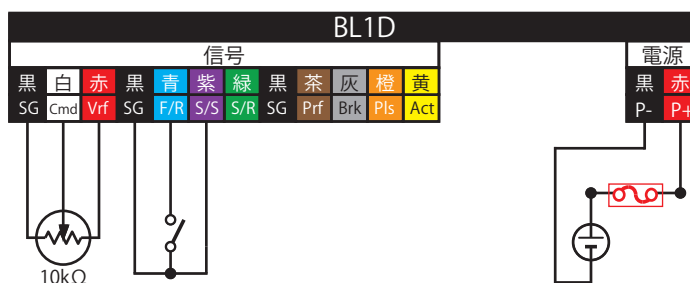 BL1D
信号 電源
黒 白 赤 黒 青 紫 緑 黒 茶 灰 橙 黄 黒 赤
SG Cmd Vrf SG F/R S/S S/R SG Prf Brk Pls Act P- P+
10kΩ